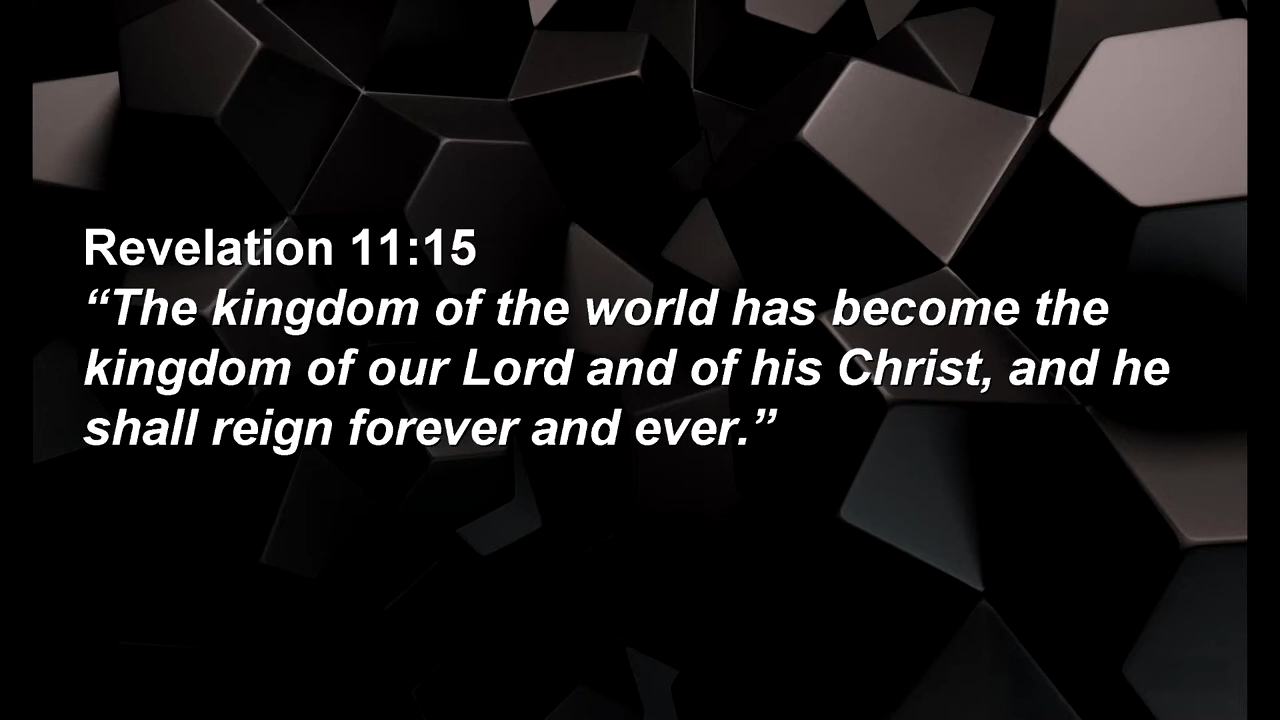 Revelation 11:15
“The kingdom of the world has become the
kingdom of our Lord and of his Christ, and he
shall reign forever and ever.”